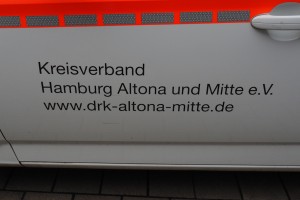 Kreisverband
Hamburg Altona und Mitte e.V.
www.drk-altona-mitte.de